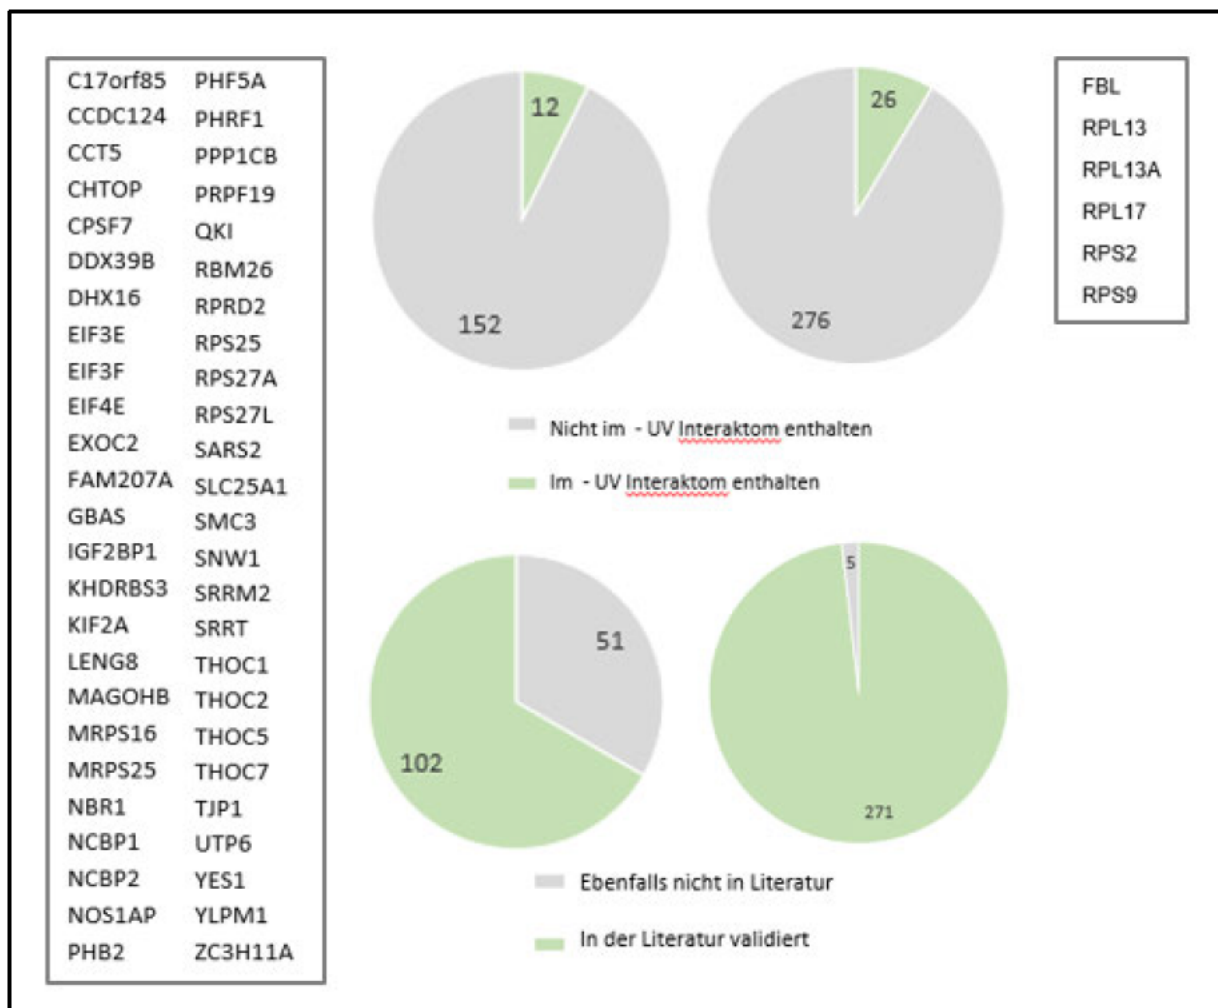 C17orf85
CCDC124
CCT5
CHTOP
CPSF7
DDX39B
DHX16
EIF3E
EIF3F
EIF4E
EXOC2
FAM207A
GBAS
IGF2BP1
KHDRBS3
KIF2A
LENG8
MAGOHB
MRPS16
MRPS25
NBR1
NCBP1
NCBP2
NOS1AP
PHB2
PHF5A
PHRF1
PPP1CB
PRPF19
QKI
RBM26
RPRD2
RPS25
RPS27A
RPS27L
SARS2
SLC25A1
SMC3
SNW1
SRRM2
SRRT
THOC1
THOC2
THOC5
THOC7
TJP1
UTP6
YES1
YLPM1
ZC3H11A
12
152
26
276
Nicht im - UV Interaktom enthalten
Im - UV Interaktom enthalten
51
102
5
271
Ebenfalls nicht in Literatur
In der Literatur validiert
FBL
RPL13
RPL13A
RPL17
RPS2
RPS9